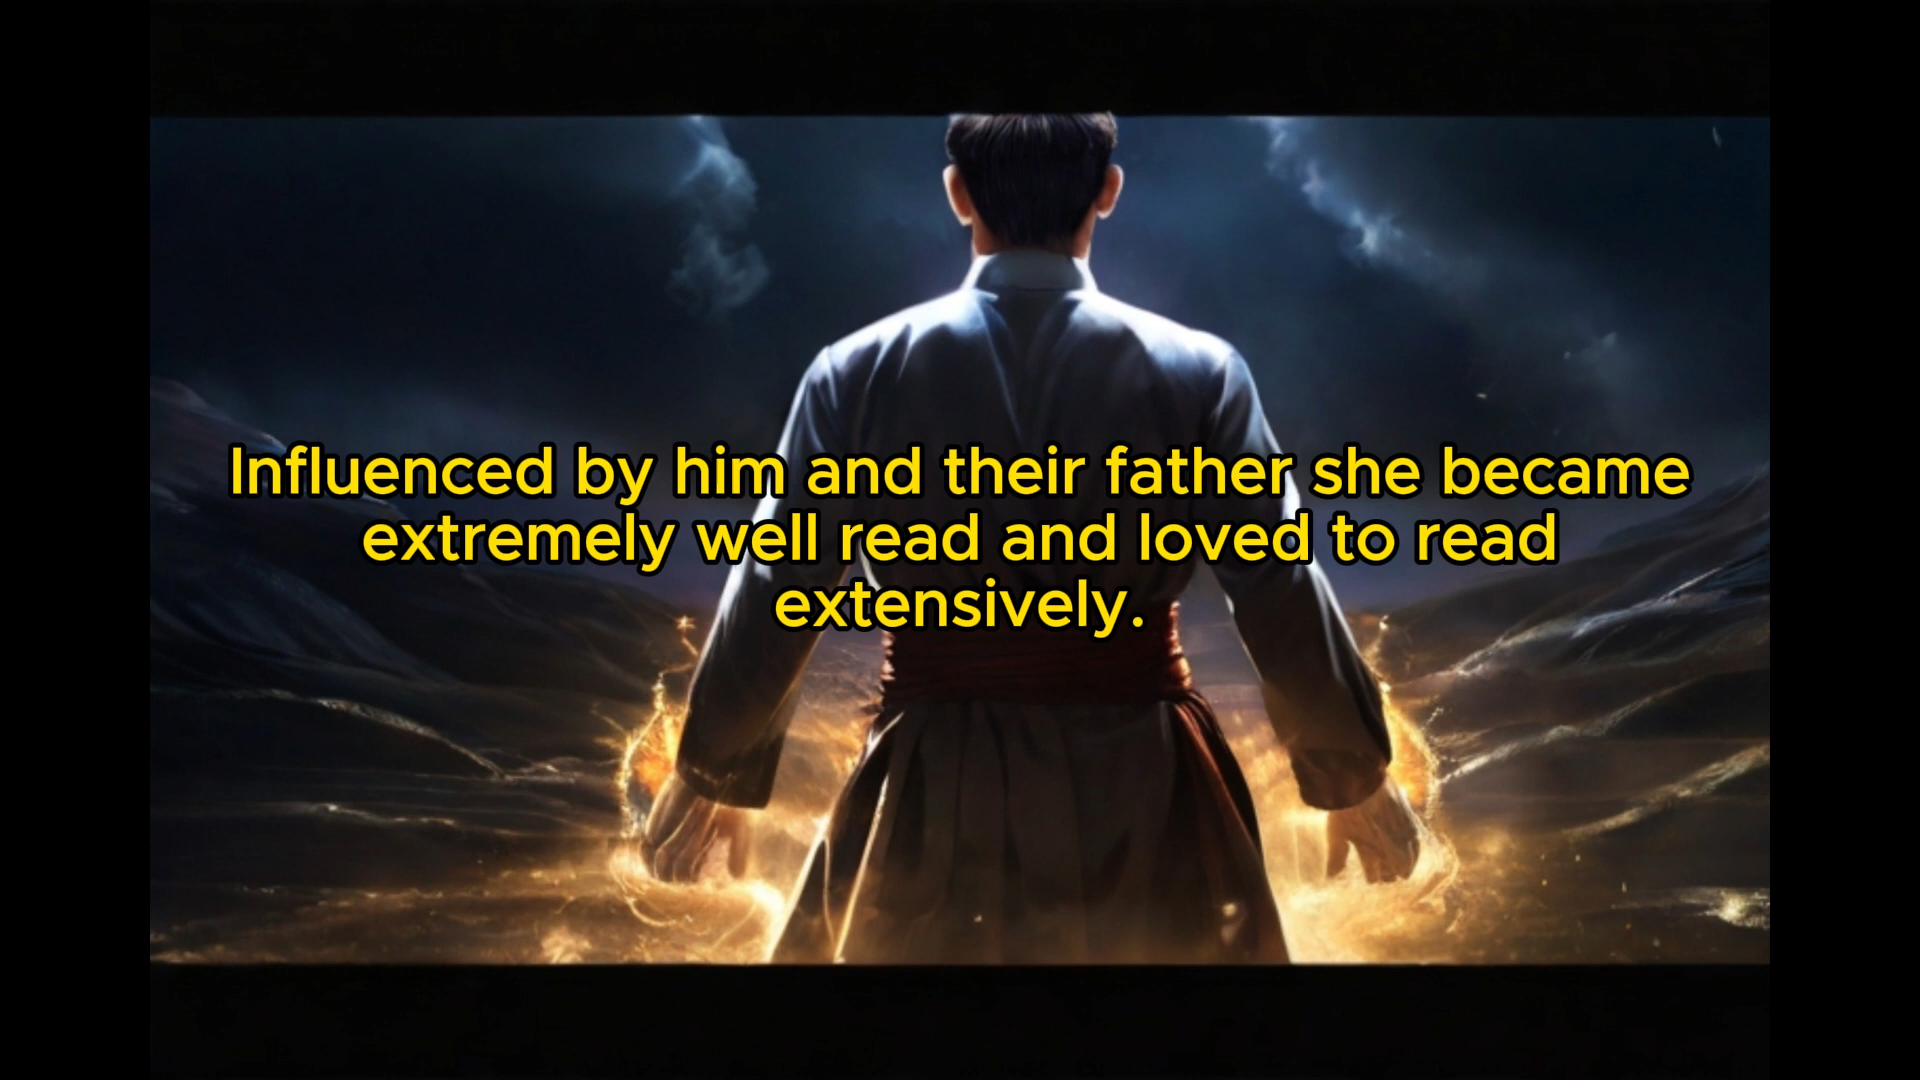 Influenced by him and their father she became
extremely well read and loved to read
extensively.